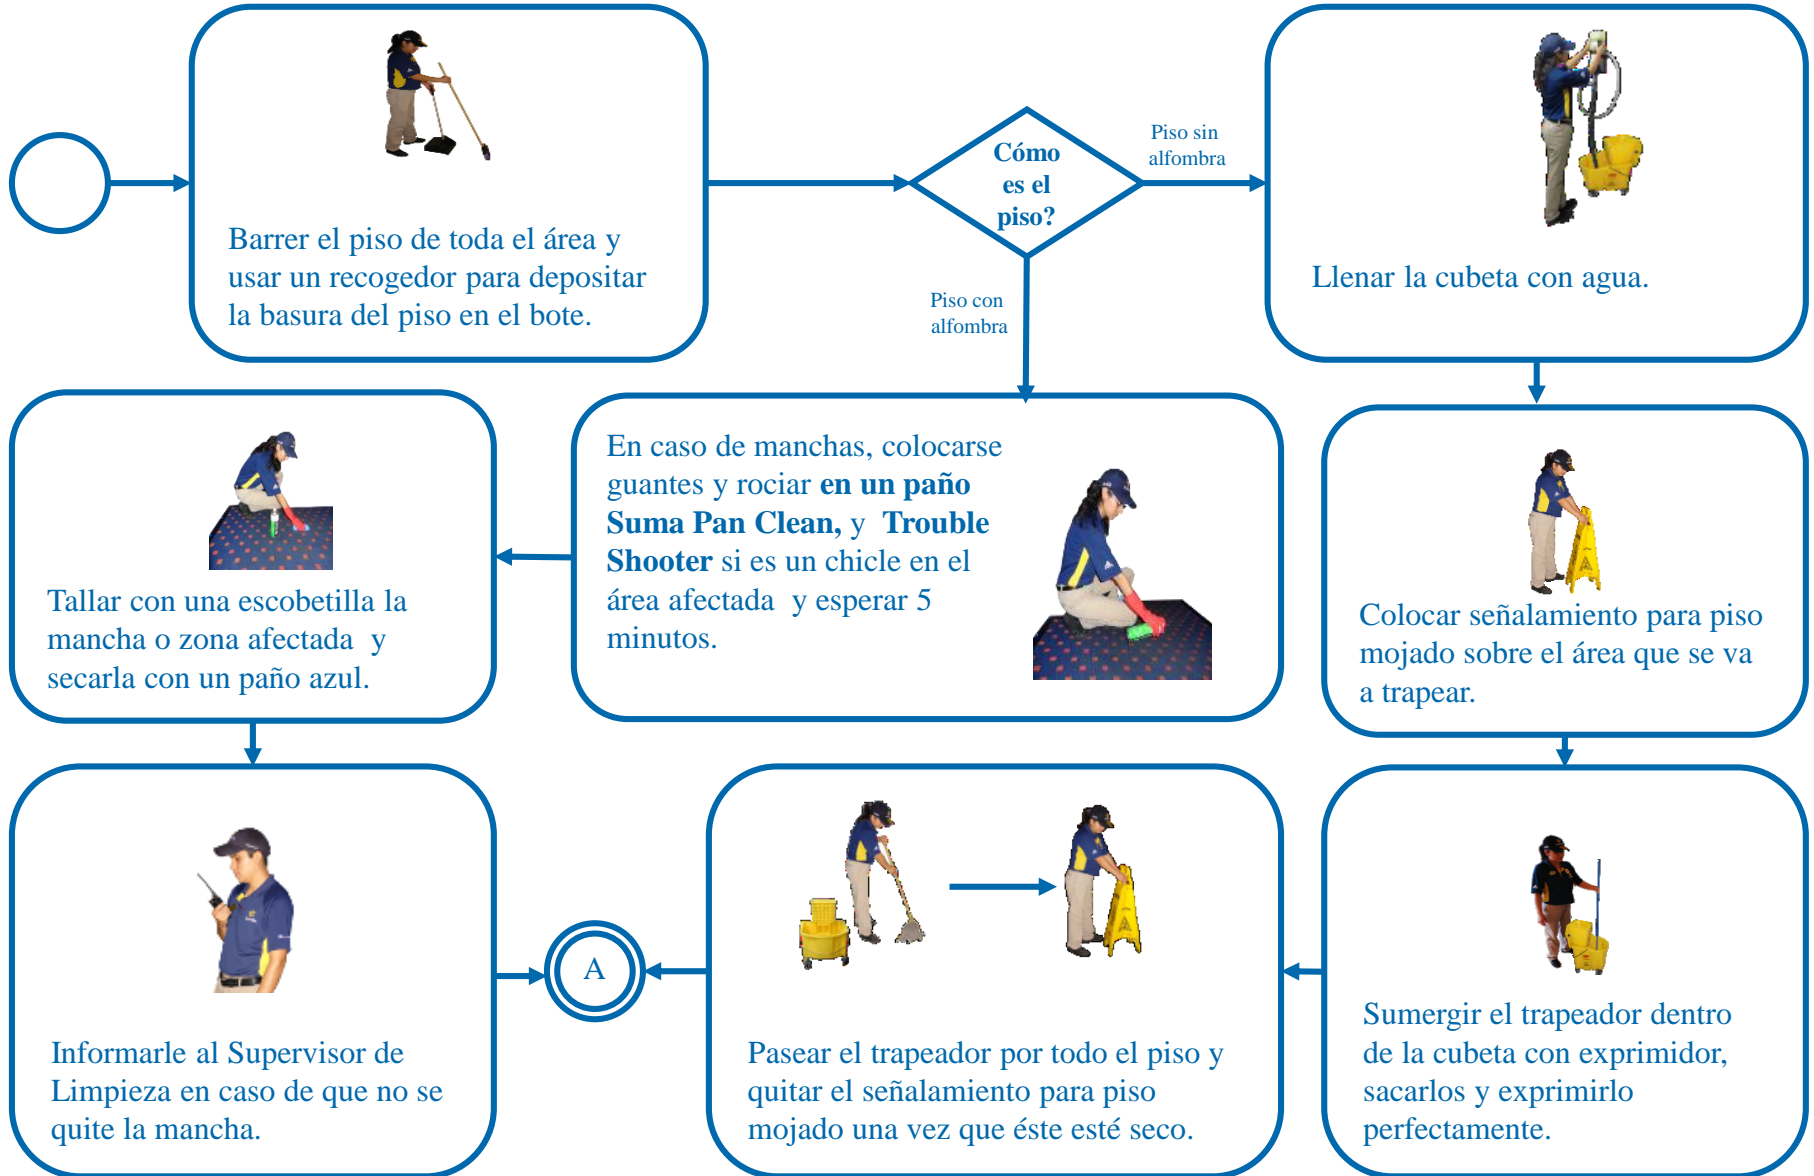 Barrer el piso de toda el área y
usar un recogedor para depositar
la basura del piso en el bote.
Cómo
es el
piso?
Piso sin
alfombra
Llenar la cubeta con agua.
Piso con
alfombra
En caso de manchas, colocarse
guantes y rociar en un paño
Suma Pan Clean, y Trouble
Shooter si es un chicle en el
área afectada y esperar 5
minutos.
Tallar con una escobetilla la
mancha o zona afectada y
secarla con un paño azul.
Colocar señalamiento para piso
mojado sobre el área que se va
a trapear.
Informarle al Supervisor de
Limpieza en caso de que no se
quite la mancha.
A
Pasear el trapeador por todo el piso y
quitar el señalamiento para piso
mojado una vez que éste esté seco.
Sumergir el trapeador dentro
de la cubeta con exprimidor,
sacarlos y exprimirlo
perfectamente.